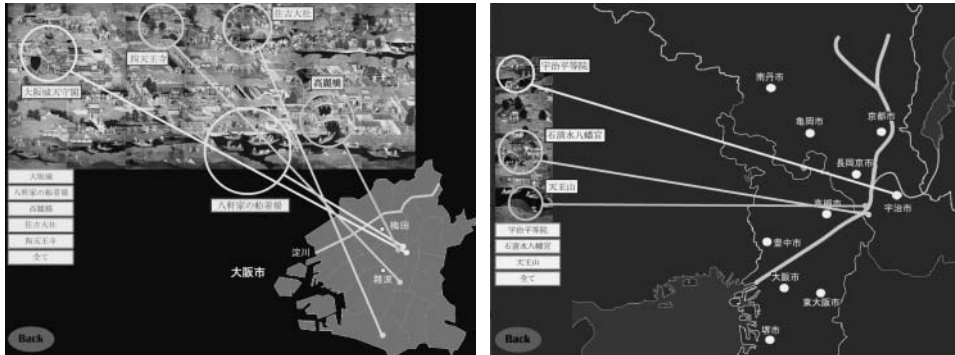 住吉大社
四天王寺
高麗橋
大阪城天守閣
大阪城
八軒家の船着場
高麗橋
住吉大社
四天王寺
全て
八軒家の船着場
梅田
淀川
大阪市
難波
Back
宇治平等院
南丹市
石清水八幡宮
亀岡市
京都市
長岡京市
天王山
高槻市
宇治市
宇治平等院
石清水八幡宮
天王山
全て
豊中市
大阪市
東大阪市
堺市
Back